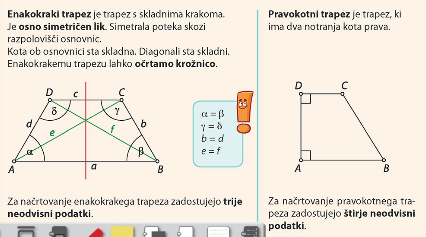 Enakokraki trapez je trapez s skladnima krakoma.
Je osno simetričen lik. Simetrala poteka skozi
razpolovišči osnovnic.
Kota ob osnovnici sta skladna. Diagonali sta skladni.
Enakokrakemu trapezu lahko očrtamo krožnico.
D c C
δ γ
d e f b
α β
A a B
α = β
γ = δ
b = d
e = f
Za načrtovanje enakokrakega trapeza zadostujejo trije
neodvisni podatki.
Pravokotni trapez je trapez, ki
ima dva notranjih kota prava.
D C
A B
Za načrtovanje pravokotnega tra-
peza zadostujejo štirje neodvisni
podatki.